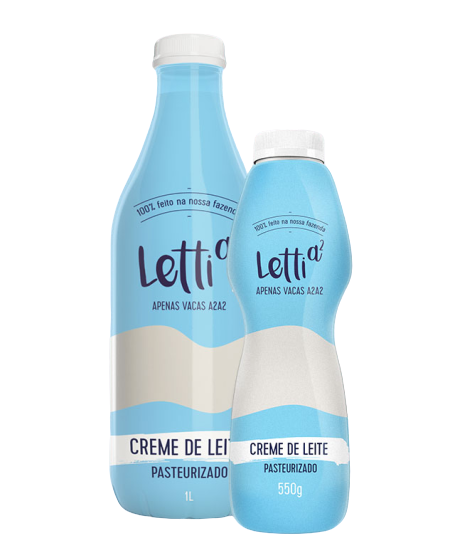 100% feito na nossa fazenda
Letti a²
APENAS VACAS A2A2
CREME DE LEITE
PASTEURIZADO
1L
100% feito na nossa fazenda
Letti a²
APENAS VACAS A2A2
CREME DE LEITE
PASTEURIZADO
550g